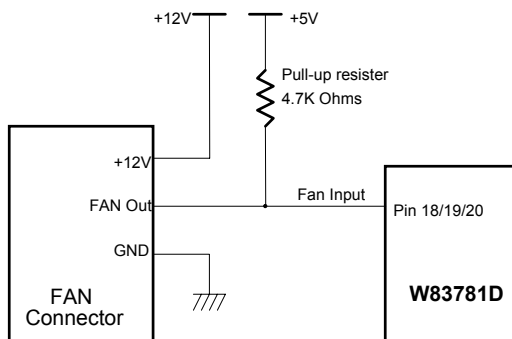 +12V
+5V
Pull-up resister
4.7K Ohms
+12V
FAN Out
Fan Input
Pin 18/19/20
GND
W83781D
FAN
Connector